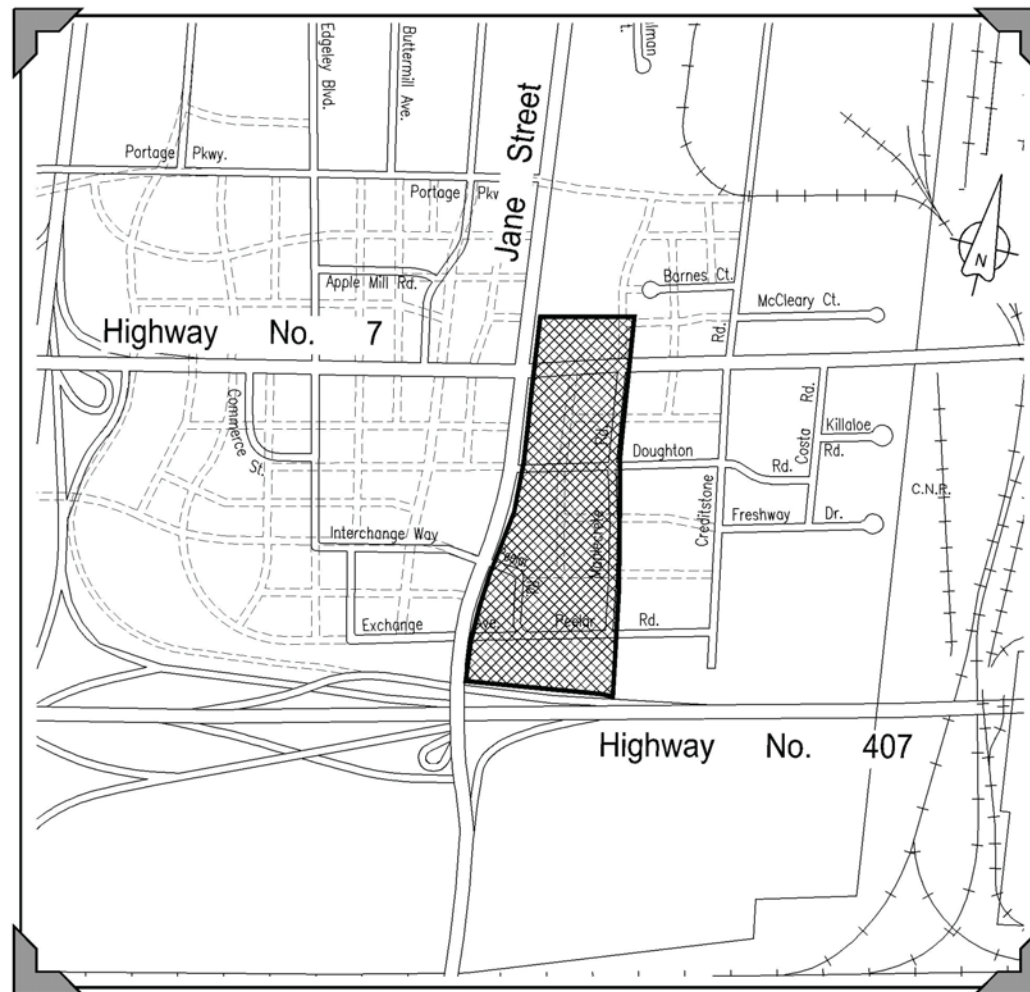 Edgeley Blvd.
Buttermill Ave.
Jane Street
Portage Pkwy.
Portage
Apple Mill Rd.
Barnes Ct.
McCleary Ct.
N
Highway No. 7
Rd.
Commerce St.
Rd.
Costa Rd.
Killaloe Rd.
Doughton Rd.
C.N.R.
Creditstone
Maplecrete
Freshway Dr.
Interchange Way
Peelar
Rd.
Exchange Ave.
Peelar Rd.
Highway No. 407